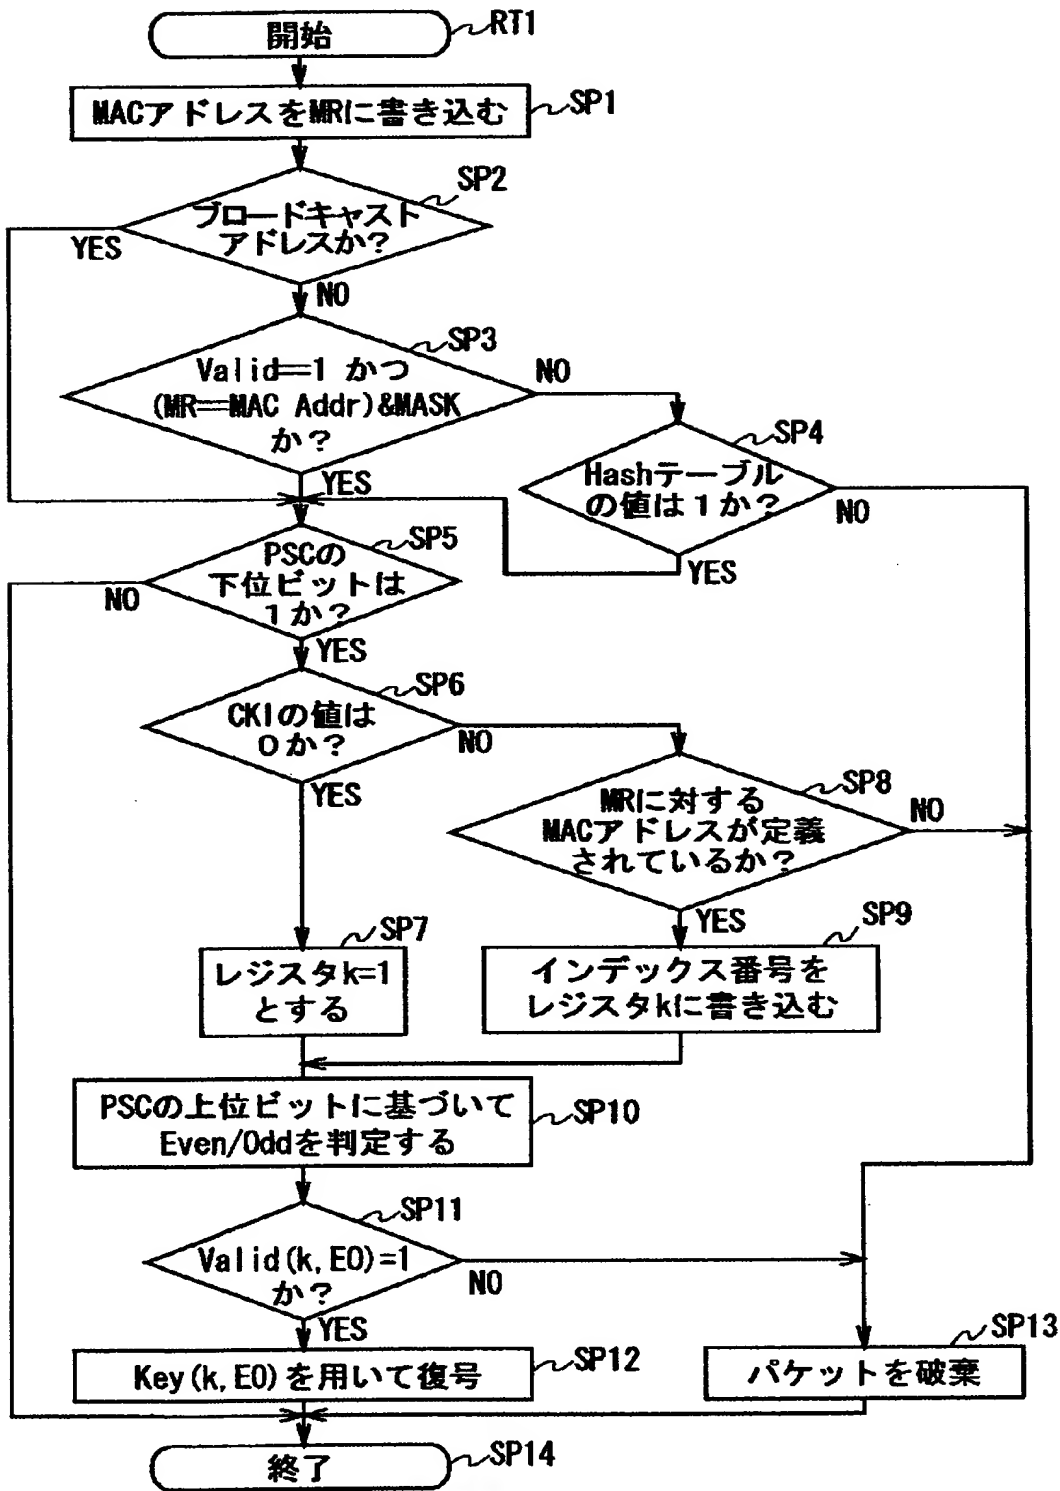 開始
RT1
MACアドレスをMRに書き込む
SP1
SP2
ブロードキャスト
アドレスか?
YES
NO
SP3
Valid==1 かつ
(MR==MAC Addr)&MASK
か?
NO
YES
SP4
Hashテーブル
の値は1か?
NO
YES
SP5
PSCの
下位ビットは
1か?
NO
YES
SP6
CKIの値は
0か?
NO
YES
SP8
MRに対する
MACアドレスが定義
されているか?
NO
YES
SP7
レジスタk=1
とする
SP9
インデックス番号を
レジスタkに書き込む
PSCの上位ビットに基づいて
Even/Oddを判定する
SP10
SP11
Valid(k,EO)=1
か?
NO
YES
Key(k,EO)を用いて復号
SP12
SP13
パケットを破棄
終了
SP14